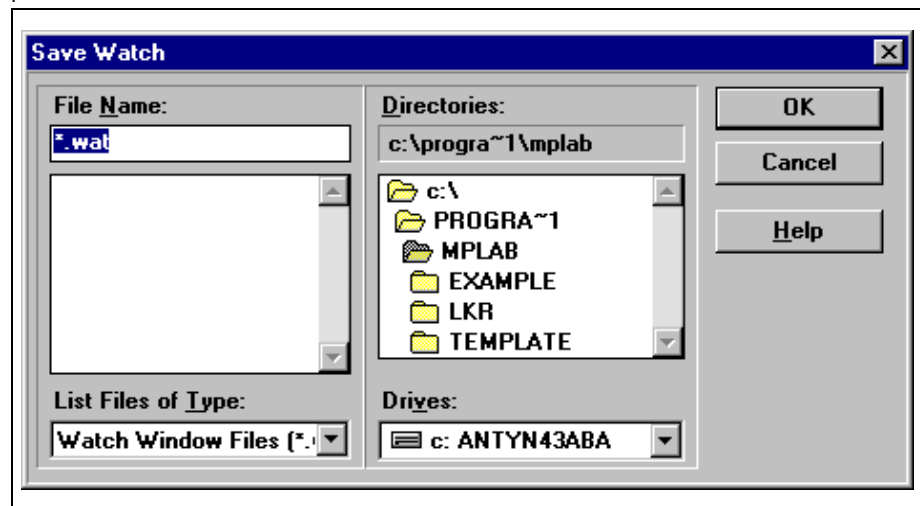 Save Watch
File Name:
*.wat
List Files of Type:
Watch Window Files (*.
Directories:
c:\progra~1\mplab
c:\
PROGRA~1
MPLAB
EXAMPLE
LKR
TEMPLATE
Drives:
c: ANTYN43ABA
OK
Cancel
Help